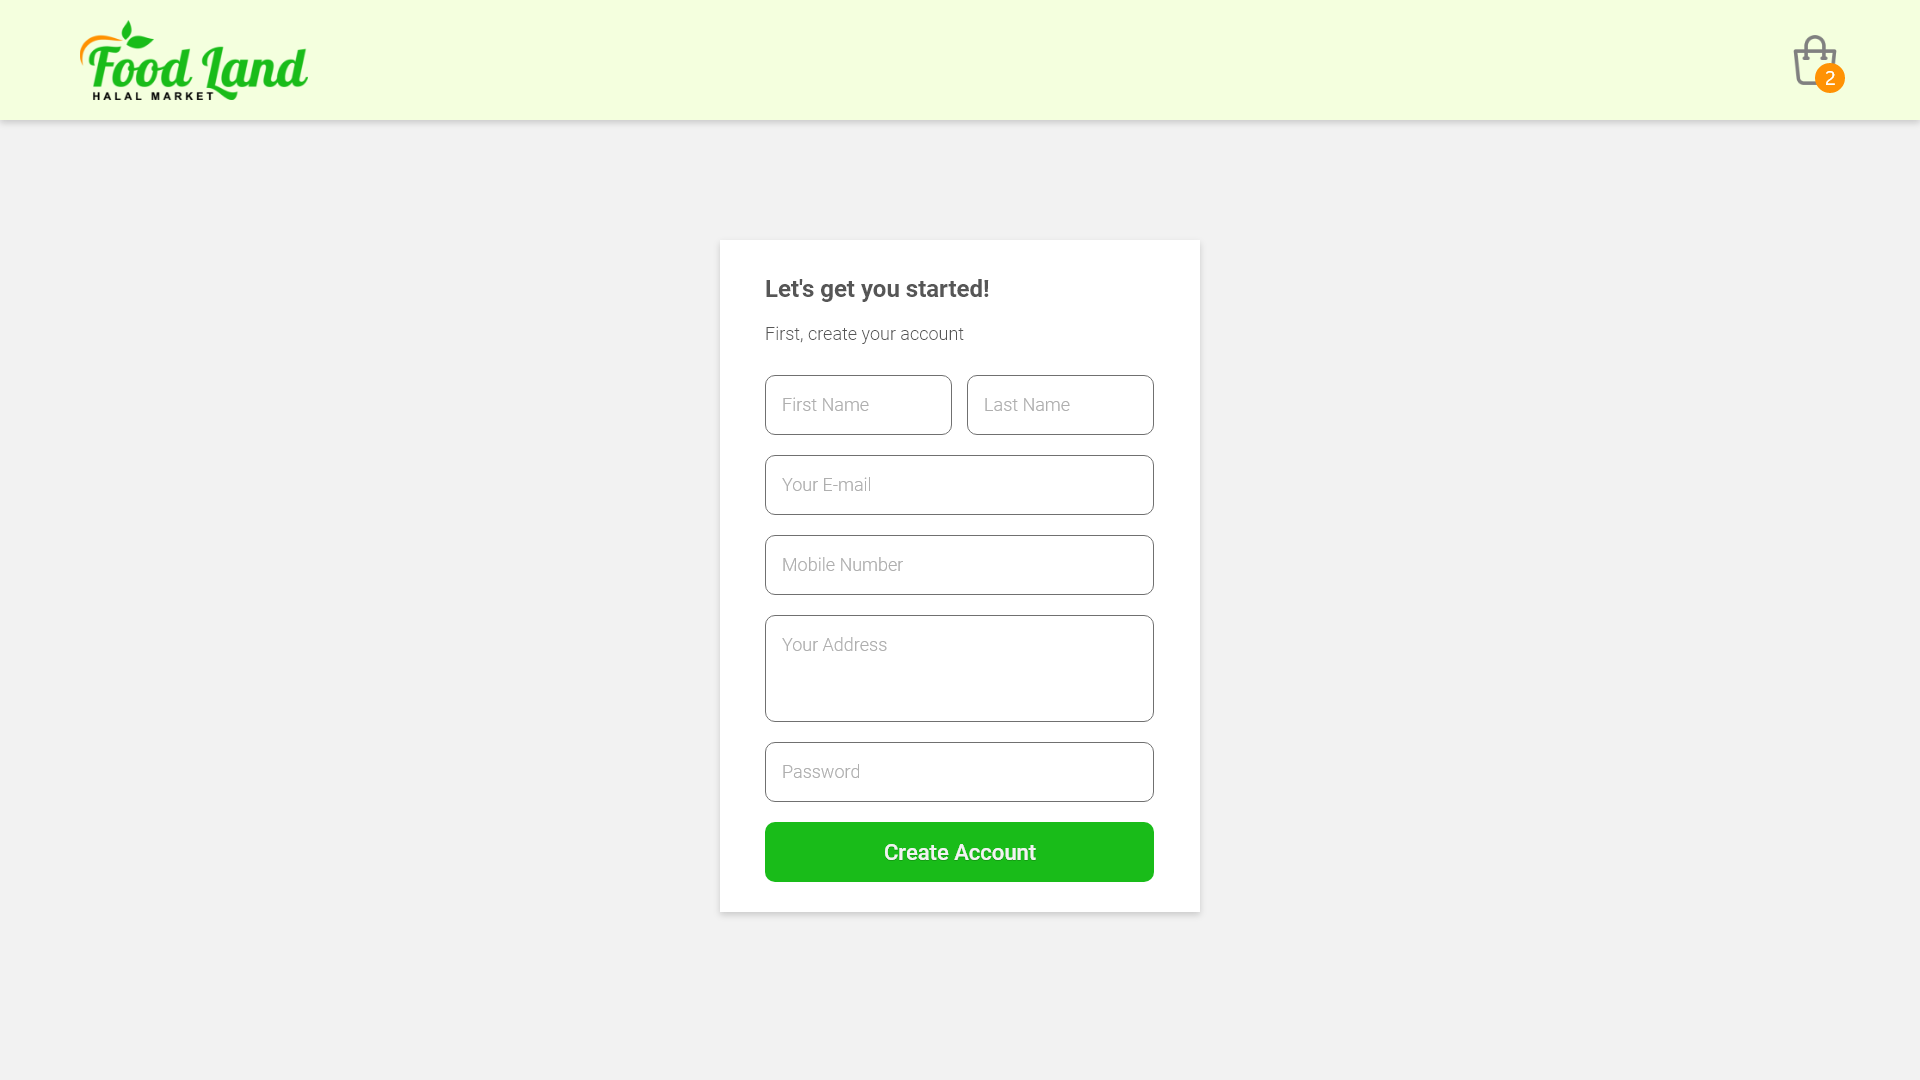 Food Land
HALAL MARKET
2
Let's get you started!
First, create your account
First Name
Last Name
Your E-mail
Mobile Number
Your Address
Password
Create Account